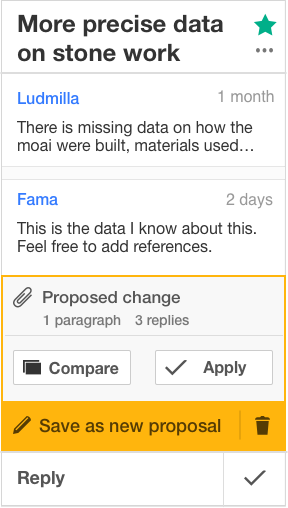 More precise data
on stone work
Ludmilla 1 month
There is missing data on how the
moai were built, materials used…
Fama 2 days
This is the data I know about this.
Feel free to add references.
Proposed change
1 paragraph 3 replies
Compare Apply
Save as new proposal
Reply